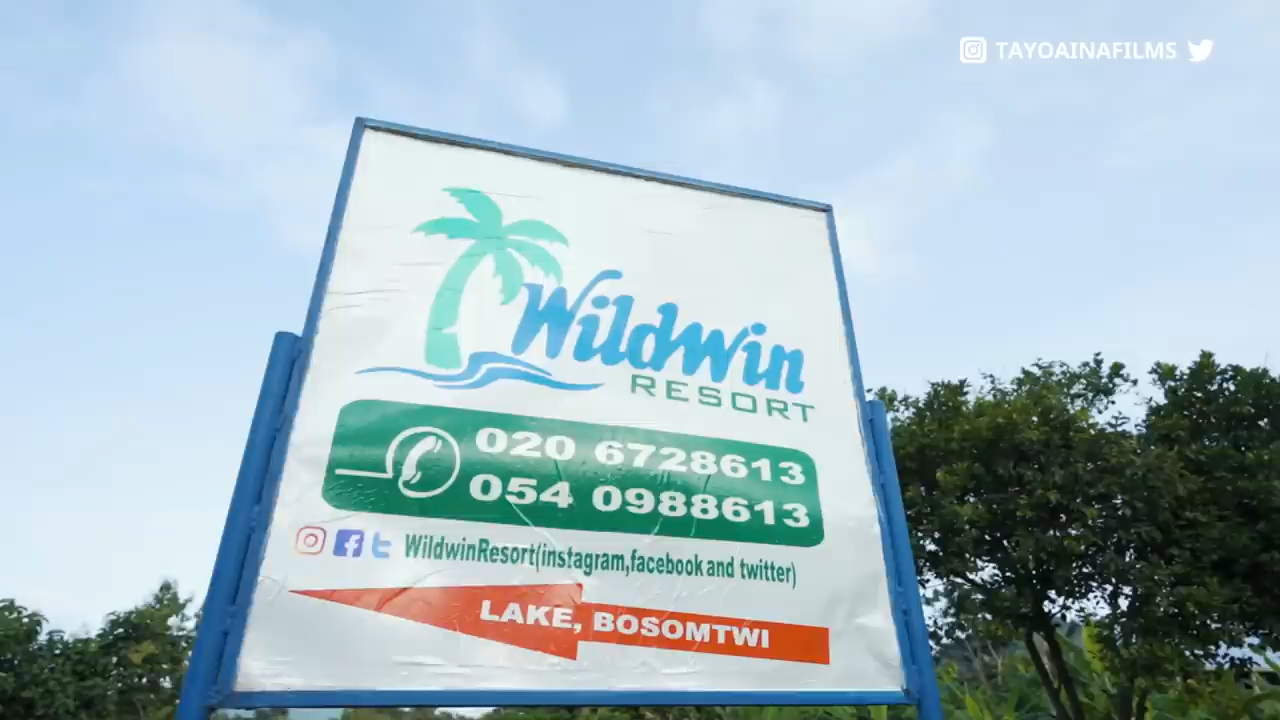 TAYOAINAFILMS
WildWin
RESORT
020 6728613
054 0988613
WildwinResort(instagram,facebook and twitter)
LAKE, BOSOMTWI